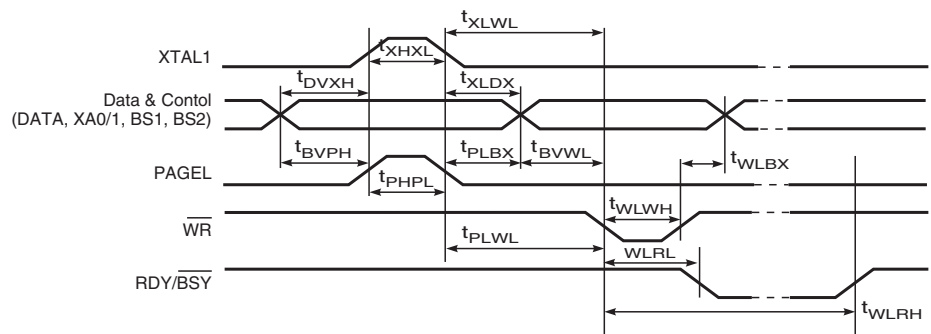 tXLWL
XTAL1
tXHXL
tDVXH
tXLDX
Data & Contol
(DATA, XA0/1, BS1, BS2)
tBVPH
tPLBX
tBVWL
tWLBX
PAGEL
tPHPL
tWLWH
WR
tPLWL
WLRL
RDY/BSY
tWLRH